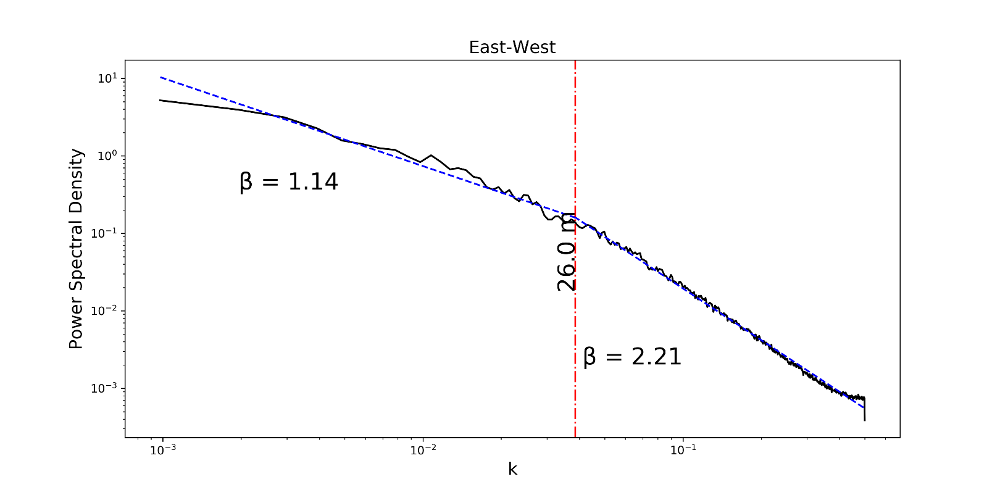 East-West
Power Spectral Density
10¹
10⁰
10⁻¹
10⁻²
10⁻³
β = 1.14
26.0 m
β = 2.21
10⁻³
10⁻²
10⁻¹
k